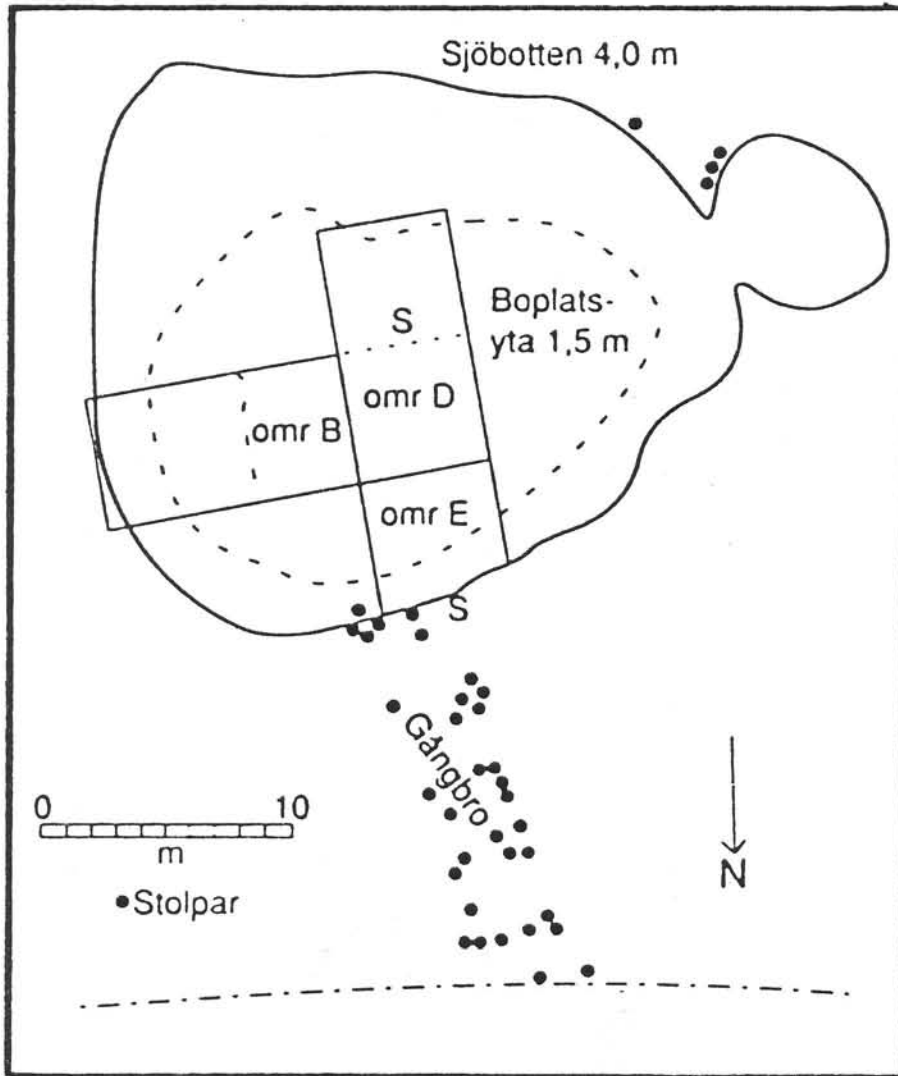 Sjöbotten 4,0 m
Boplats-
yta 1,5 m
S
omr D
omr B
omr E
S
Gångbro
0 10
m
N
Stolpar